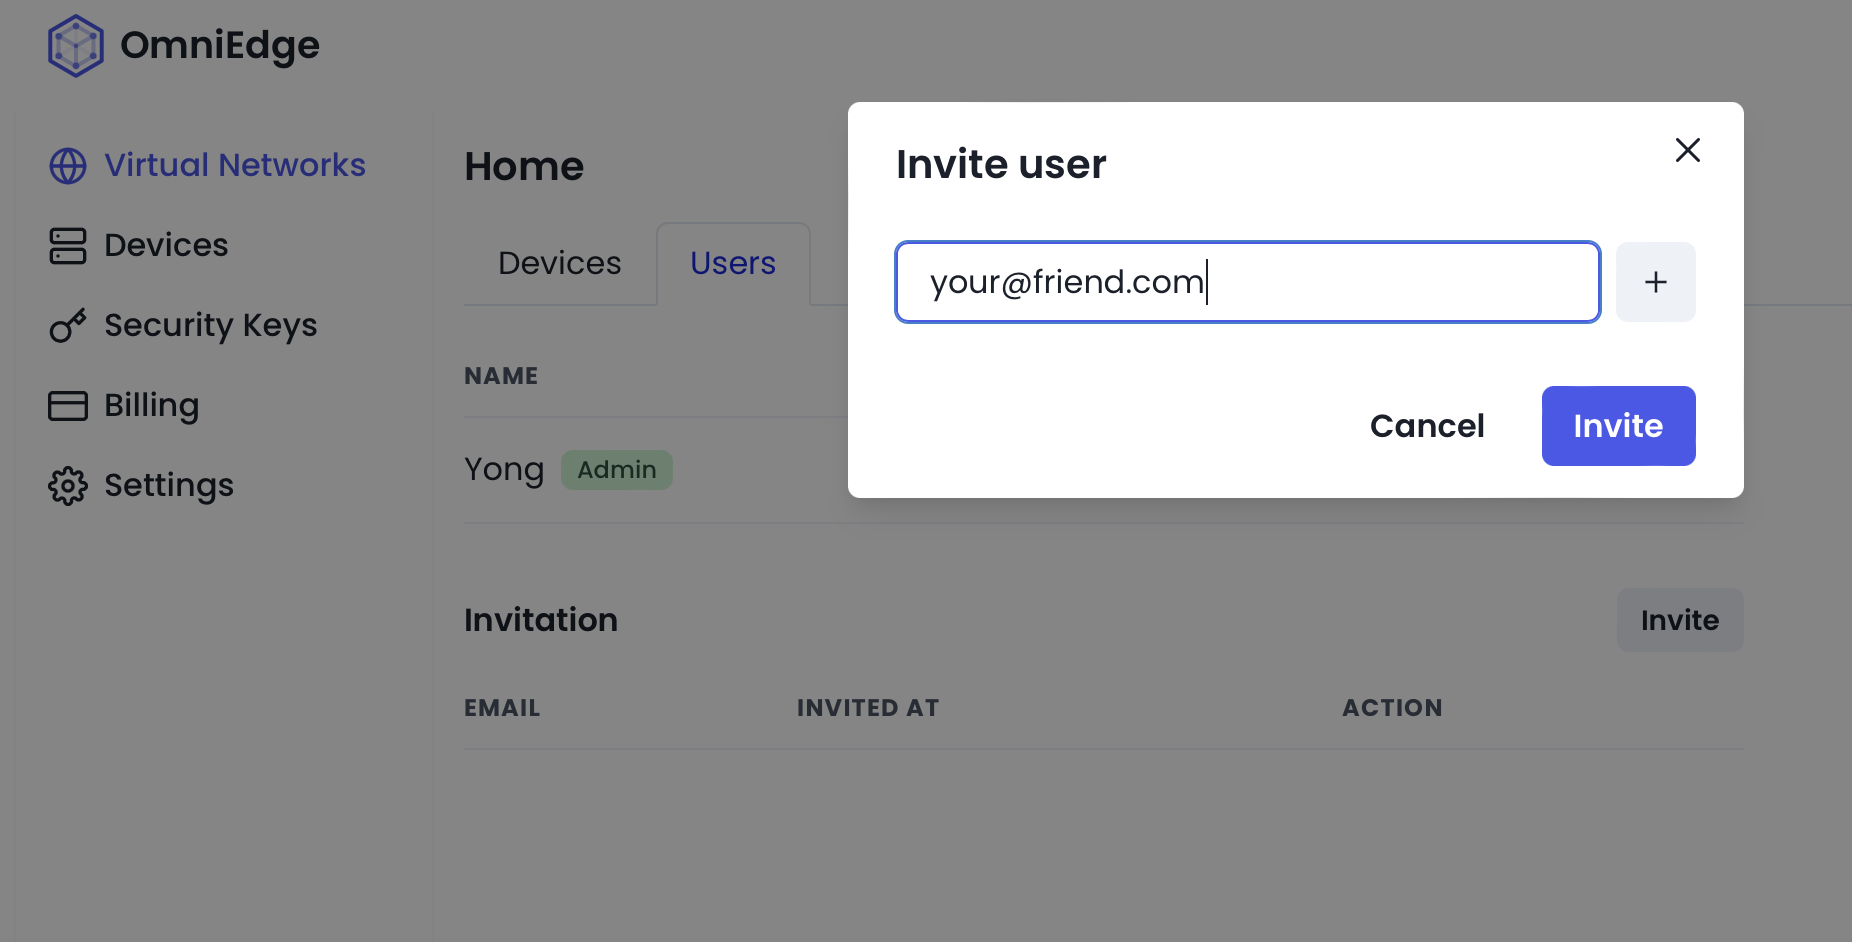 OmniEdge
Virtual Networks
Devices
Security Keys
Billing
Settings
Home
Devices
Users
NAME
Yong
Admin
Invitation
Invite
EMAIL
INVITED AT
ACTION
Invite user
your@friend.com
+
Cancel
Invite